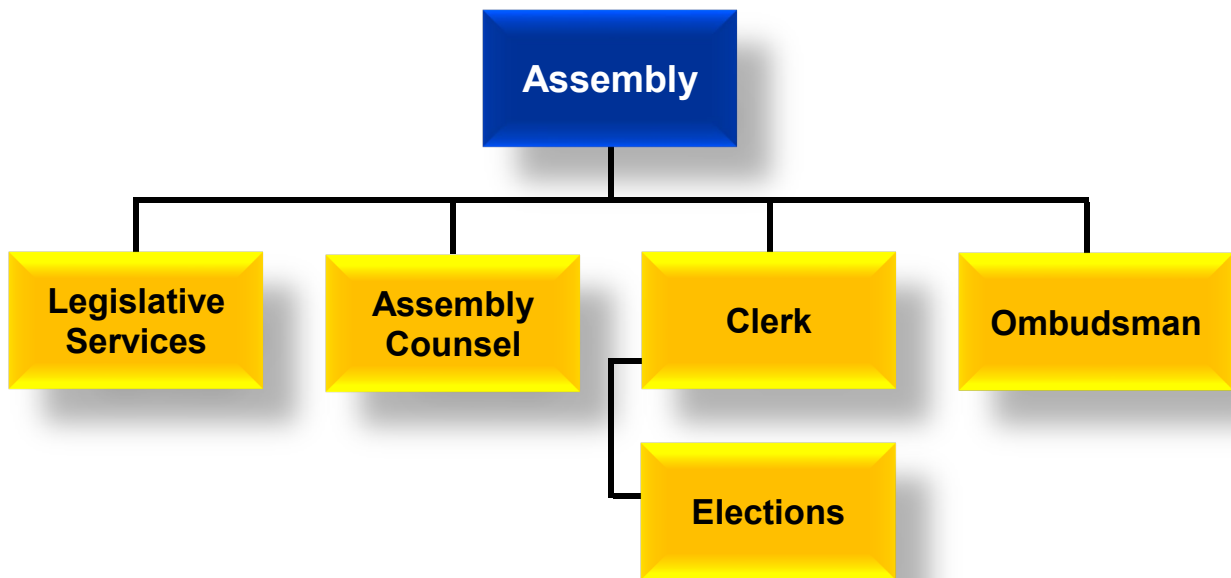 Assembly
Legislative
Services
Assembly
Counsel
Clerk
Ombudsman
Elections